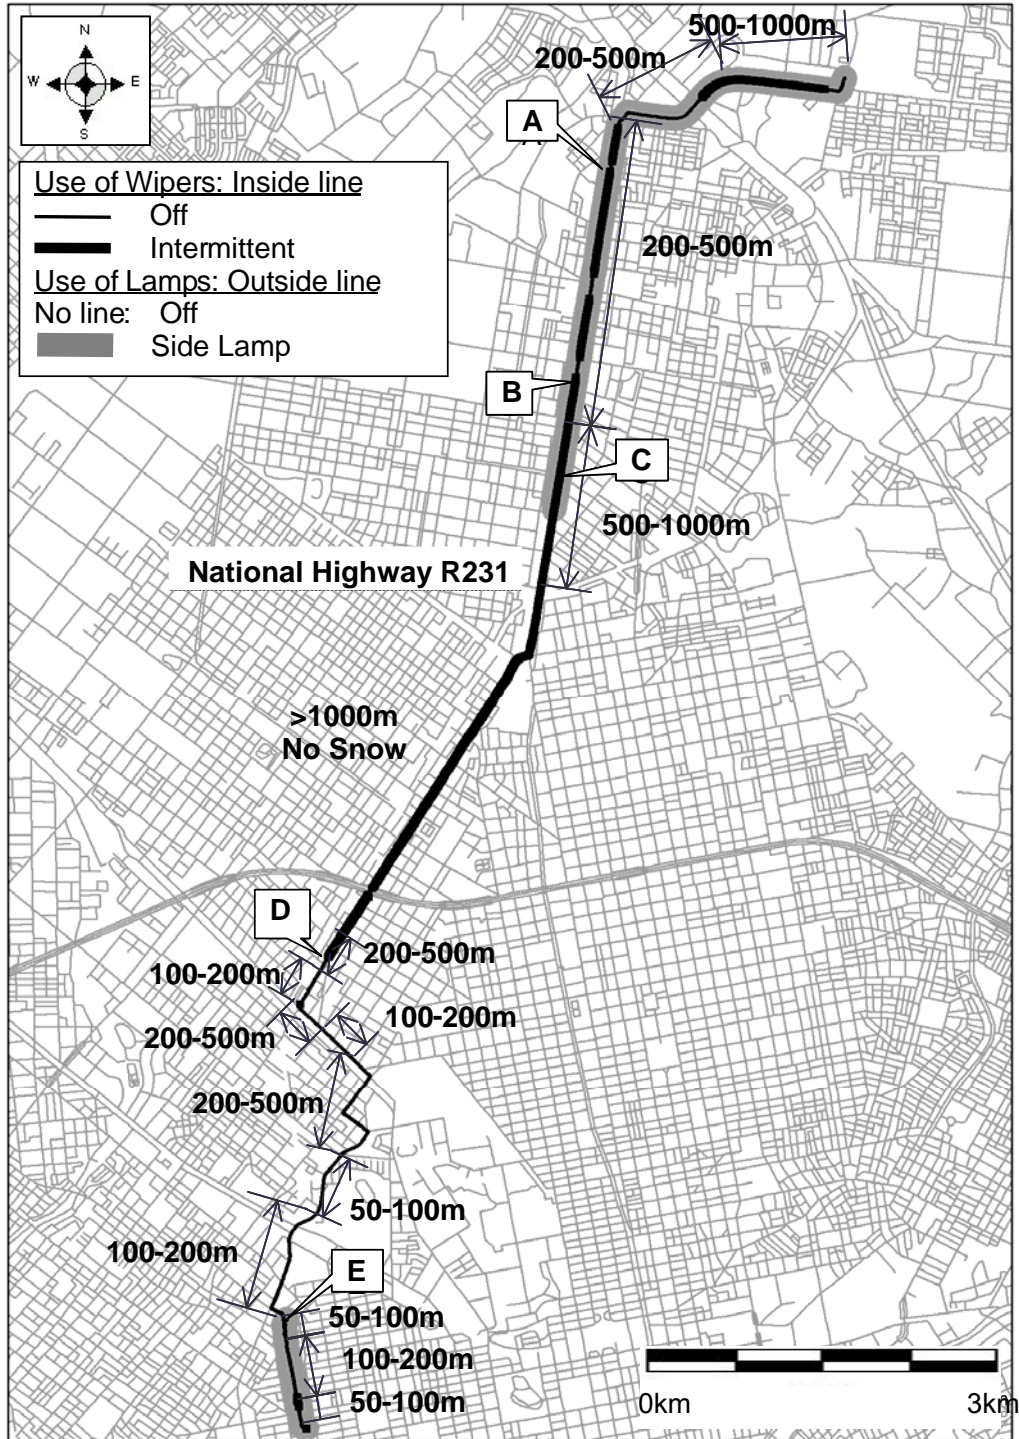 500-1000m
N
200-500m
W
E
S
A
Use of Wipers: Inside line
Off
Intermittent
200-500m
Use of Lamps: Outside line
No line: Off
Side Lamp
B
C
500-1000m
National Highway R231
>1000m
No Snow
D
200-500m
100-200m
100-200m
200-500m
200-500m
50-100m
100-200m
E
50-100m
100-200m
50-100m
0km
3km